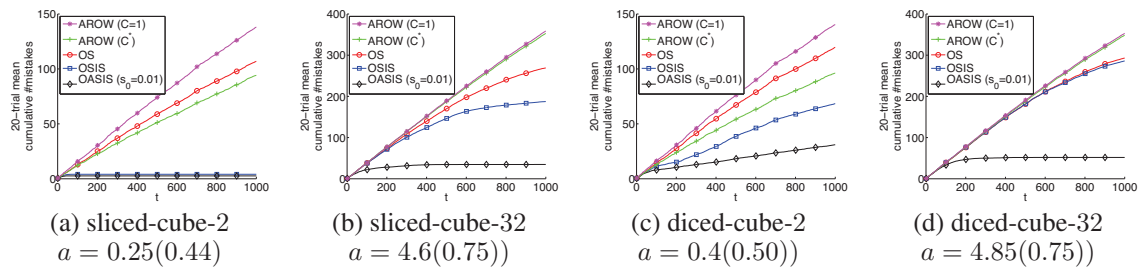 150
100
50
0
20-trial mean
cumulative #mistakes
AROW (C=1)
AROW (C*)
OS
OSIS
OASIS (s₀=0.01)
0 200 400 600 800 1000
t
(a) sliced-cube-2
a = 0.25(0.44)
400
300
200
100
0
20-trial mean
cumulative #mistakes
AROW (C=1)
AROW (C*)
OS
OSIS
OASIS (s₀=0.01)
0 200 400 600 800 1000
t
(b) sliced-cube-32
a = 4.6(0.75))
150
100
50
0
20-trial mean
cumulative #mistakes
AROW (C=1)
AROW (C*)
OS
OSIS
OASIS (s₀=0.01)
0 200 400 600 800 1000
t
(c) diced-cube-2
a = 0.4(0.50))
400
300
200
100
0
20-trial mean
cumulative #mistakes
AROW (C=1)
AROW (C*)
OS
OSIS
OASIS (s₀=0.01)
0 200 400 600 800 1000
t
(d) diced-cube-32
a = 4.85(0.75))